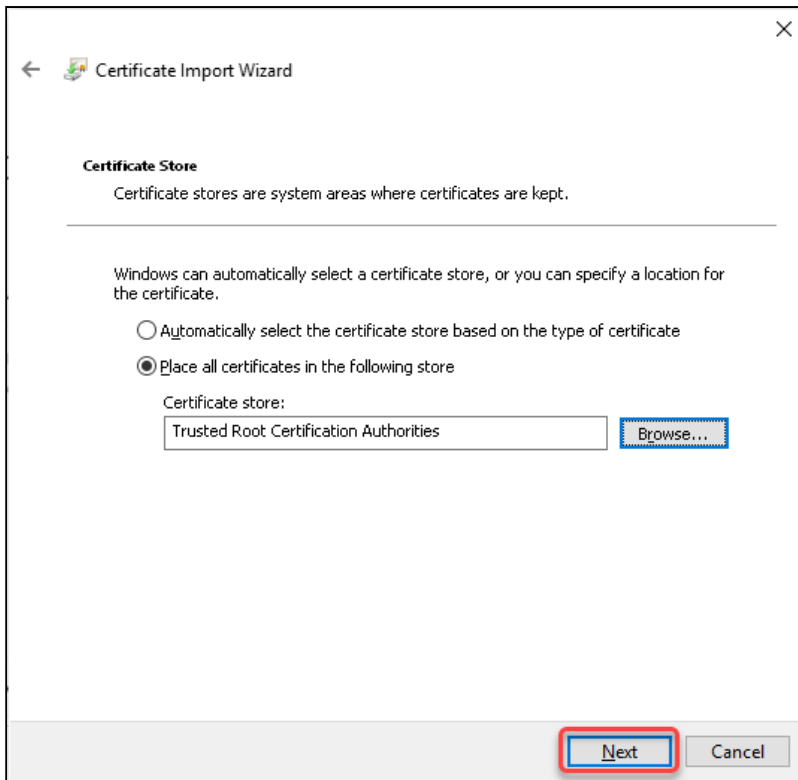 Certificate Import Wizard
Certificate Store
Certificate stores are system areas where certificates are kept.
Windows can automatically select a certificate store, or you can specify a location for
the certificate.
Automatically select the certificate store based on the type of certificate
Place all certificates in the following store
Certificate store:
Trusted Root Certification Authorities
Browse...
Next
Cancel